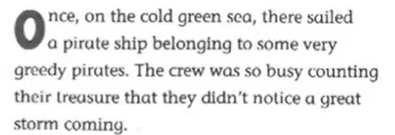 Once, on the cold green sea, there sailed
a pirate ship belonging to some very
greedy pirates. The crew was so busy counting
their treasure that they didn't notice a great
storm coming.